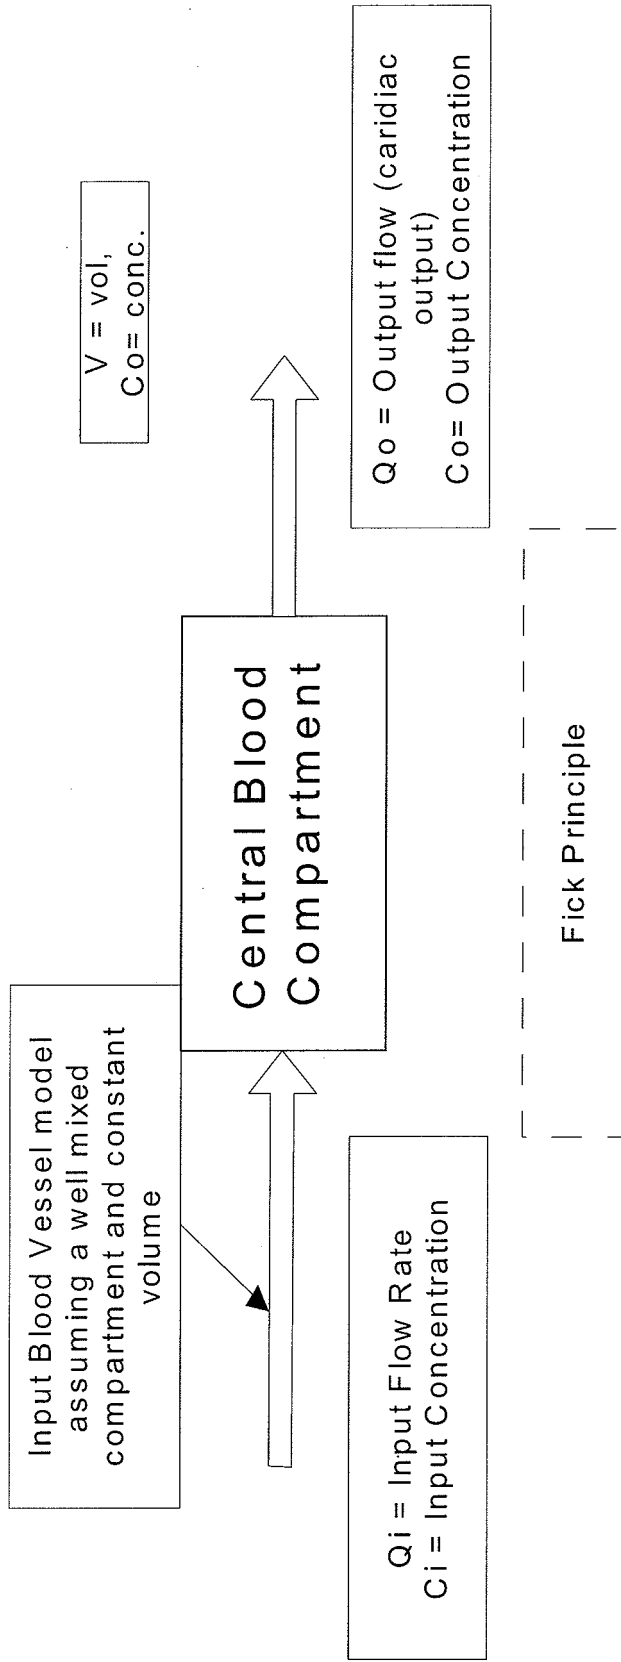 Input Blood Vessel model
assuming a well mixed
compartment and constant
volume
V = vol,
Co= conc.
Central Blood
Compartment
Qi = Input Flow Rate
Ci = Input Concentration
Qo = Output flow (caridiac
output)
Co= Output Concentration
Fick Principle